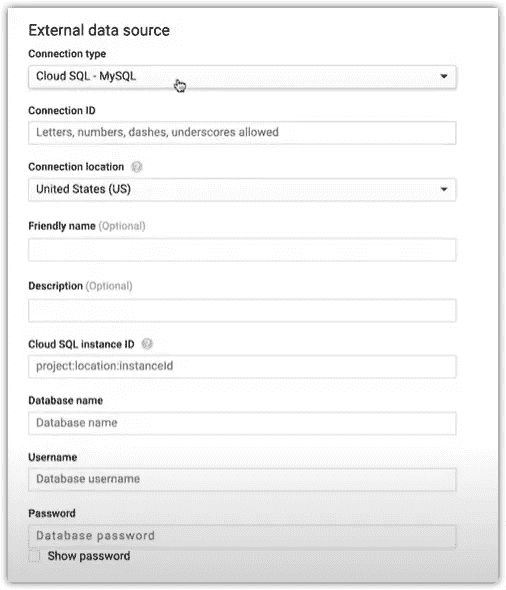 External data source
Connection type
Cloud SQL - MySQL
Connection ID
Letters, numbers, dashes, underscores allowed
Connection location ?
United States (US)
Friendly name (Optional)
Description (Optional)
Cloud SQL instance ID ?
project:location:instanceId
Database name
Database name
Username
Database username
Password
Database password
Show password